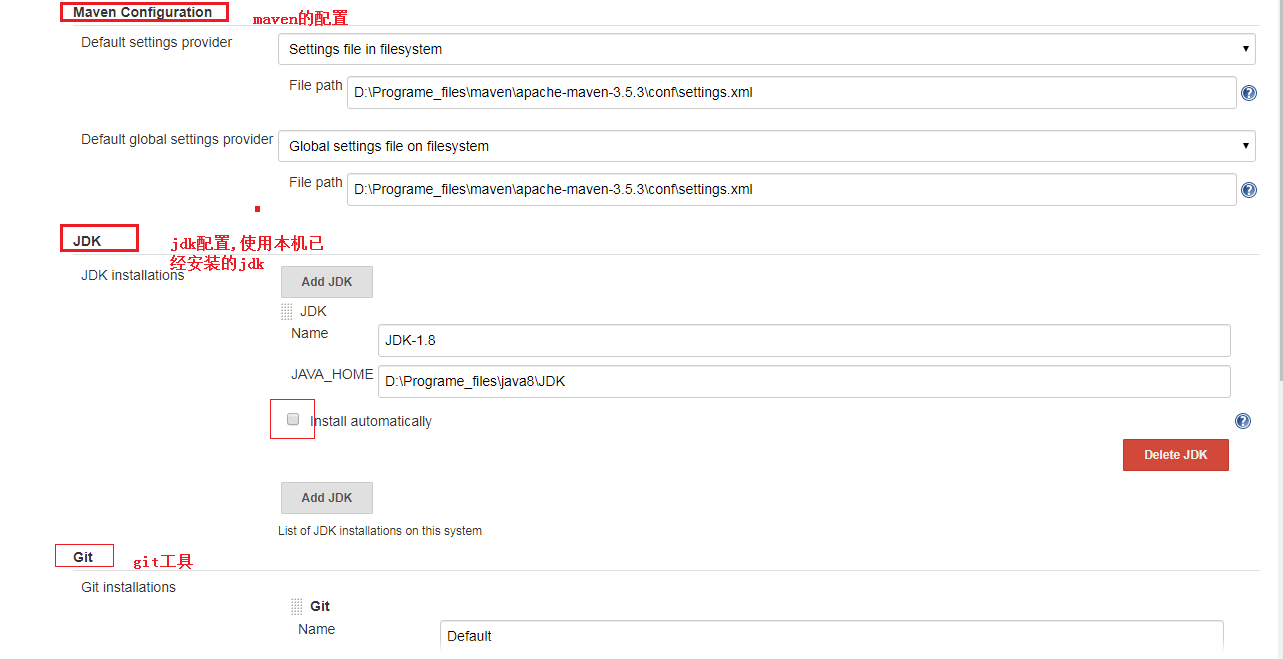 Maven Configuration
maven的配置
Default settings provider
Settings file in filesystem
File path
D:\Programe_files\maven\apache-maven-3.5.3\conf\settings.xml
Default global settings provider
Global settings file on filesystem
File path
D:\Programe_files\maven\apache-maven-3.5.3\conf\settings.xml
JDK
jdk配置,使用本机已
经安装的jdk
JDK installations
Add JDK
JDK
Name
JDK-1.8
JAVA_HOME
D:\Programe_files\java8\JDK
Install automatically
Delete JDK
Add JDK
List of JDK installations on this system
Git
git工具
Git installations
Git
Name
Default